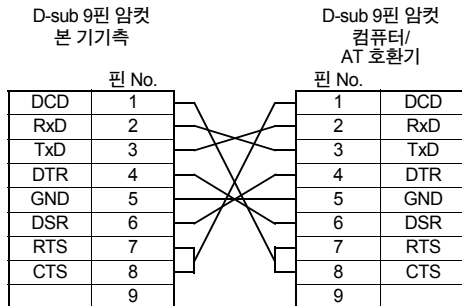 D-sub 9핀 암컷
본 기기측
D-sub 9핀 암컷
컴퓨터/
AT 호환기
핀 No.
핀 No.
DCD 1 1 DCD
RxD 2 2 RxD
TxD 3 3 TxD
DTR 4 4 DTR
GND 5 5 GND
DSR 6 6 DSR
RTS 7 7 RTS
CTS 8 8 CTS
9 9